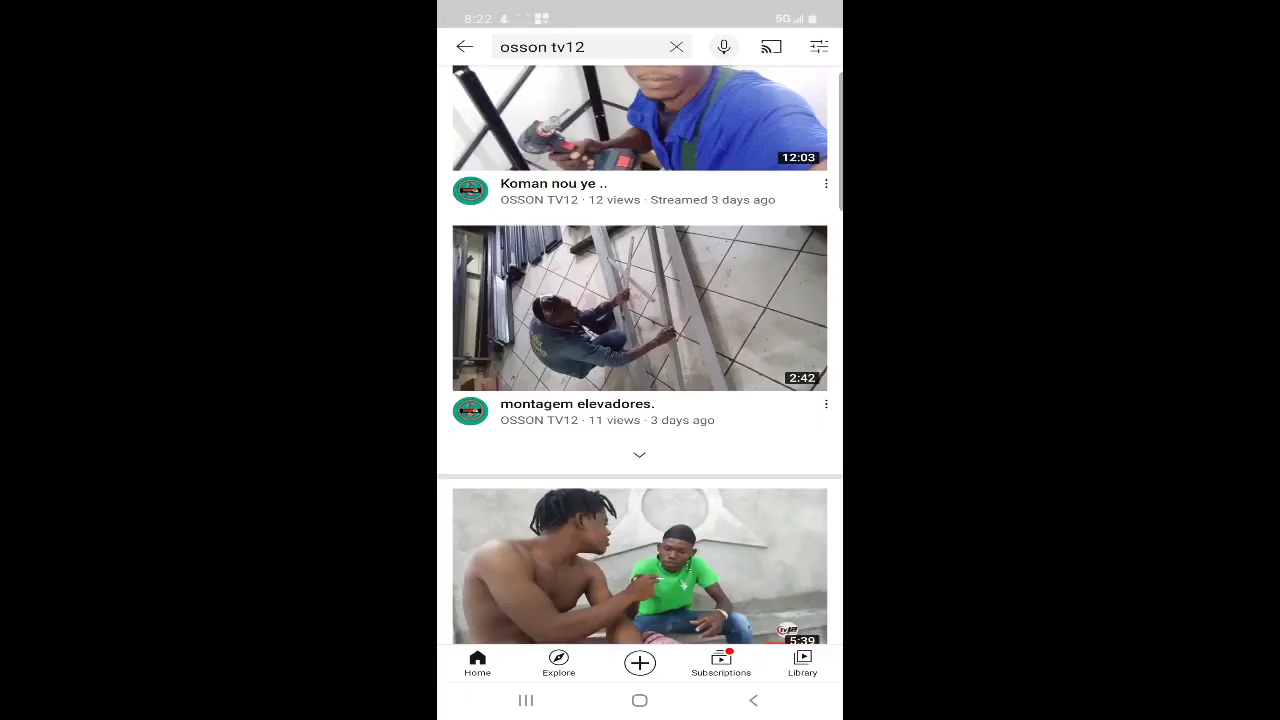 8:22
5G
osson tv12
12:03
Koman nou ye ..
OSSON TV12 · 12 views · Streamed 3 days ago
2:42
montagem elevadores.
OSSON TV12 · 11 views · 3 days ago
tv12
5:39
Home
Explore
Subscriptions
Library